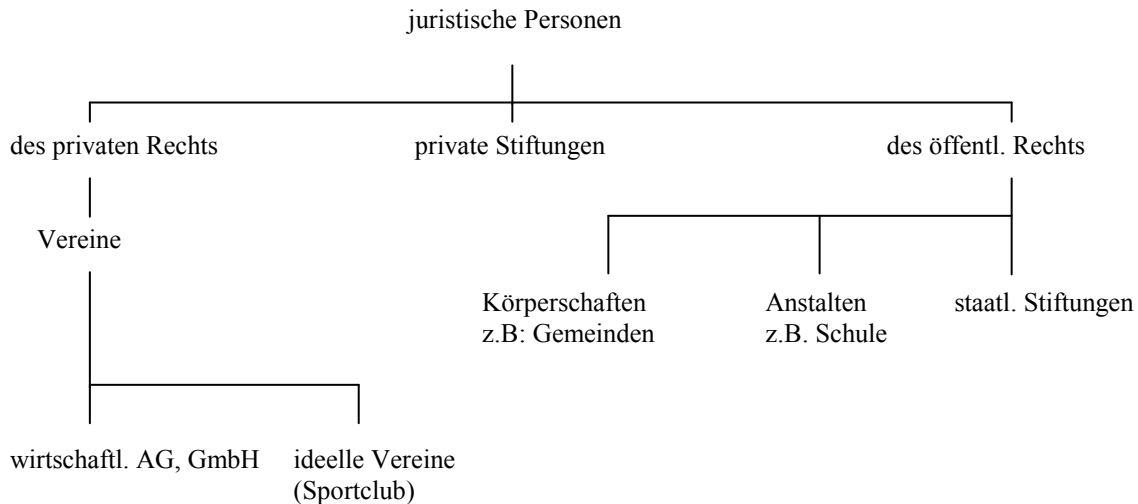 juristische Personen
des privaten Rechts
private Stiftungen
des öffentl. Rechts
Vereine
Körperschaften
z.B: Gemeinden
Anstalten
z.B. Schule
staatl. Stiftungen
wirtschaftl. AG, GmbH
ideelle Vereine
(Sportclub)